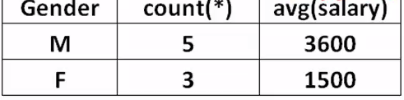 Gender count(*) avg(salary)
M 5 3600
F 3 1500